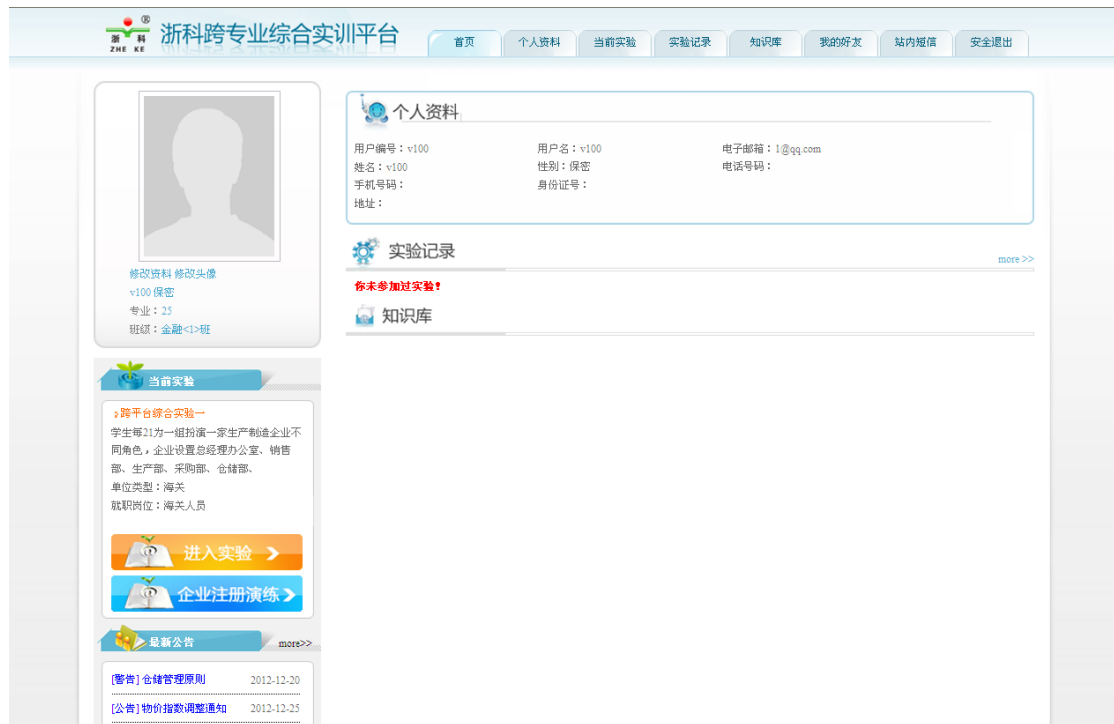 ®
浙 科
ZHE KE
浙科跨专业综合实训平台
首页 个人资料 当前实验 实验记录 知识库 我的好友 站内短信 安全退出
修改资料 修改头像
v100 保密
专业：25
班级：金融<1>班
当前实验
跨平台综合实验一
学生每21为一组扮演一家生产制造企业不
同角色，企业设置总经理办公室、销售
部、生产部、采购部、仓储部、
单位类型：海关
就职岗位：海关人员
进入实验
企业注册演练
最新公告 more>>
[警告] 仓储管理原则 2012-12-20
[公告] 物价指数调整通知 2012-12-25
个人资料
用户编号：v100 用户名：v100 电子邮箱：1@qq.com
姓名：v100 性别：保密 电话号码：
手机号码： 身份证号：
地址：
实验记录 more >>
你未参加过实验！
知识库